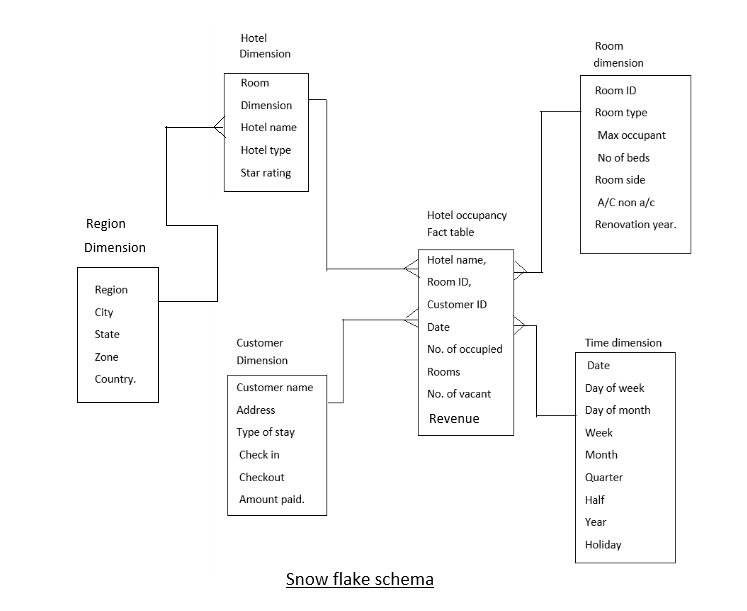 Hotel
Dimension
Room
Dimension
Hotel name
Hotel type
Star rating
Room
dimension
Room ID
Room type
Max occupant
No of beds
Room side
A/C non a/c
Renovation year.
Region
Dimension
Region
City
State
Zone
Country.
Hotel occupancy
Fact table
Hotel name,
Room ID,
Customer ID
Date
No. of occupied
Rooms
No. of vacant
Revenue
Customer
Dimension
Customer name
Address
Type of stay
Check in
Checkout
Amount paid.
Time dimension
Date
Day of week
Day of month
Week
Month
Quarter
Half
Year
Holiday
Snow flake schema